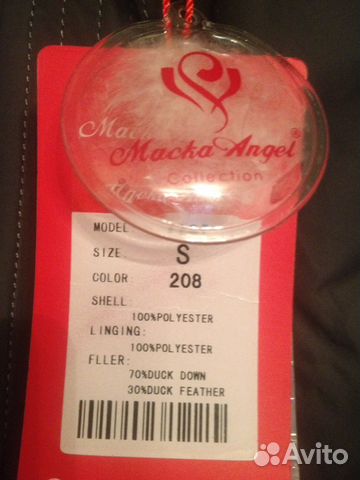 Macka Angel®
Collection
MODEL
SIZE: S
COLOR: 208
SHELL:
100%POLYESTER
LINGING:
100%POLYESTER
FLLER:
70%DUCK DOWN
30%DUCK FEATHER
Avito